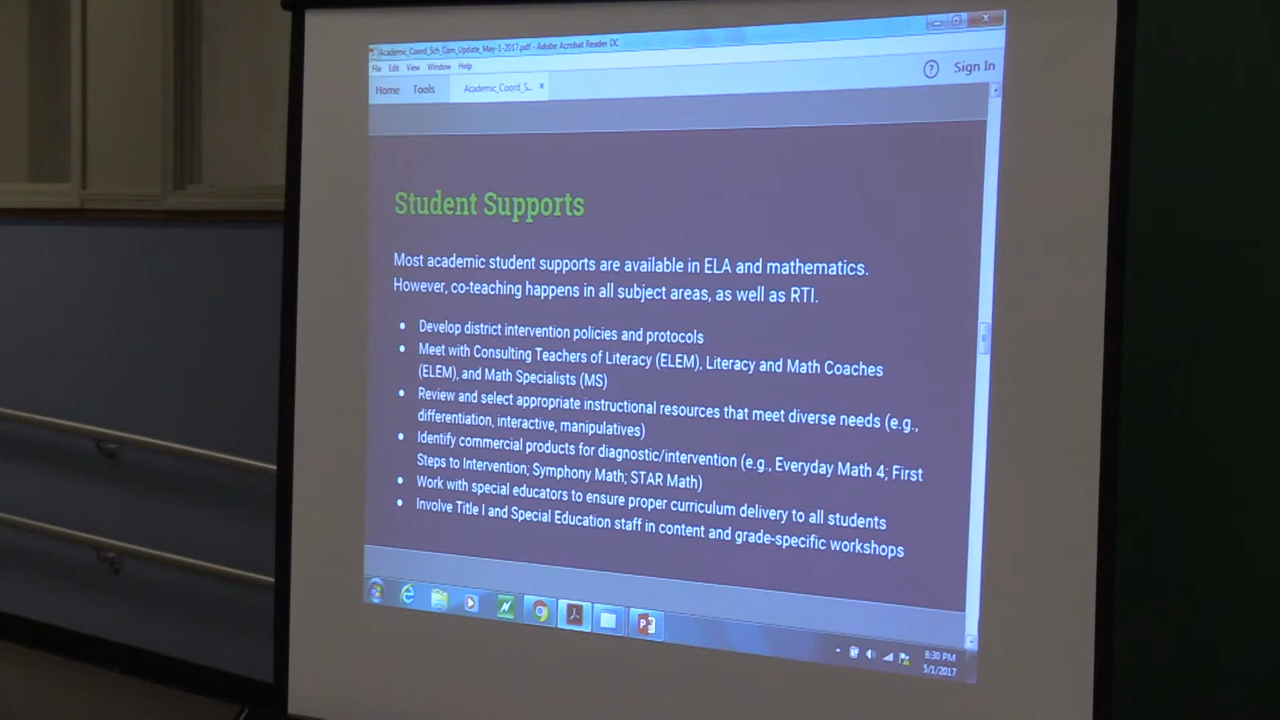 Academic_Coord_Sch_Com_Update_May-1-2017.pdf - Adobe Acrobat Reader DC
File Edit View Window Help
Home Tools Academic_Coord_S... x
? Sign In
Student Supports
Most academic student supports are available in ELA and mathematics.
However, co-teaching happens in all subject areas, as well as RTI.
• Develop district intervention policies and protocols
• Meet with Consulting Teachers of Literacy (ELEM), Literacy and Math Coaches
(ELEM), and Math Specialists (MS)
• Review and select appropriate instructional resources that meet diverse needs (e.g.,
differentiation, interactive, manipulatives)
• Identify commercial products for diagnostic/intervention (e.g., Everyday Math 4; First
Steps to Intervention; Symphony Math; STAR Math)
• Work with special educators to ensure proper curriculum delivery to all students
• Involve Title I and Special Education staff in content and grade-specific workshops
8:30 PM
5/1/2017